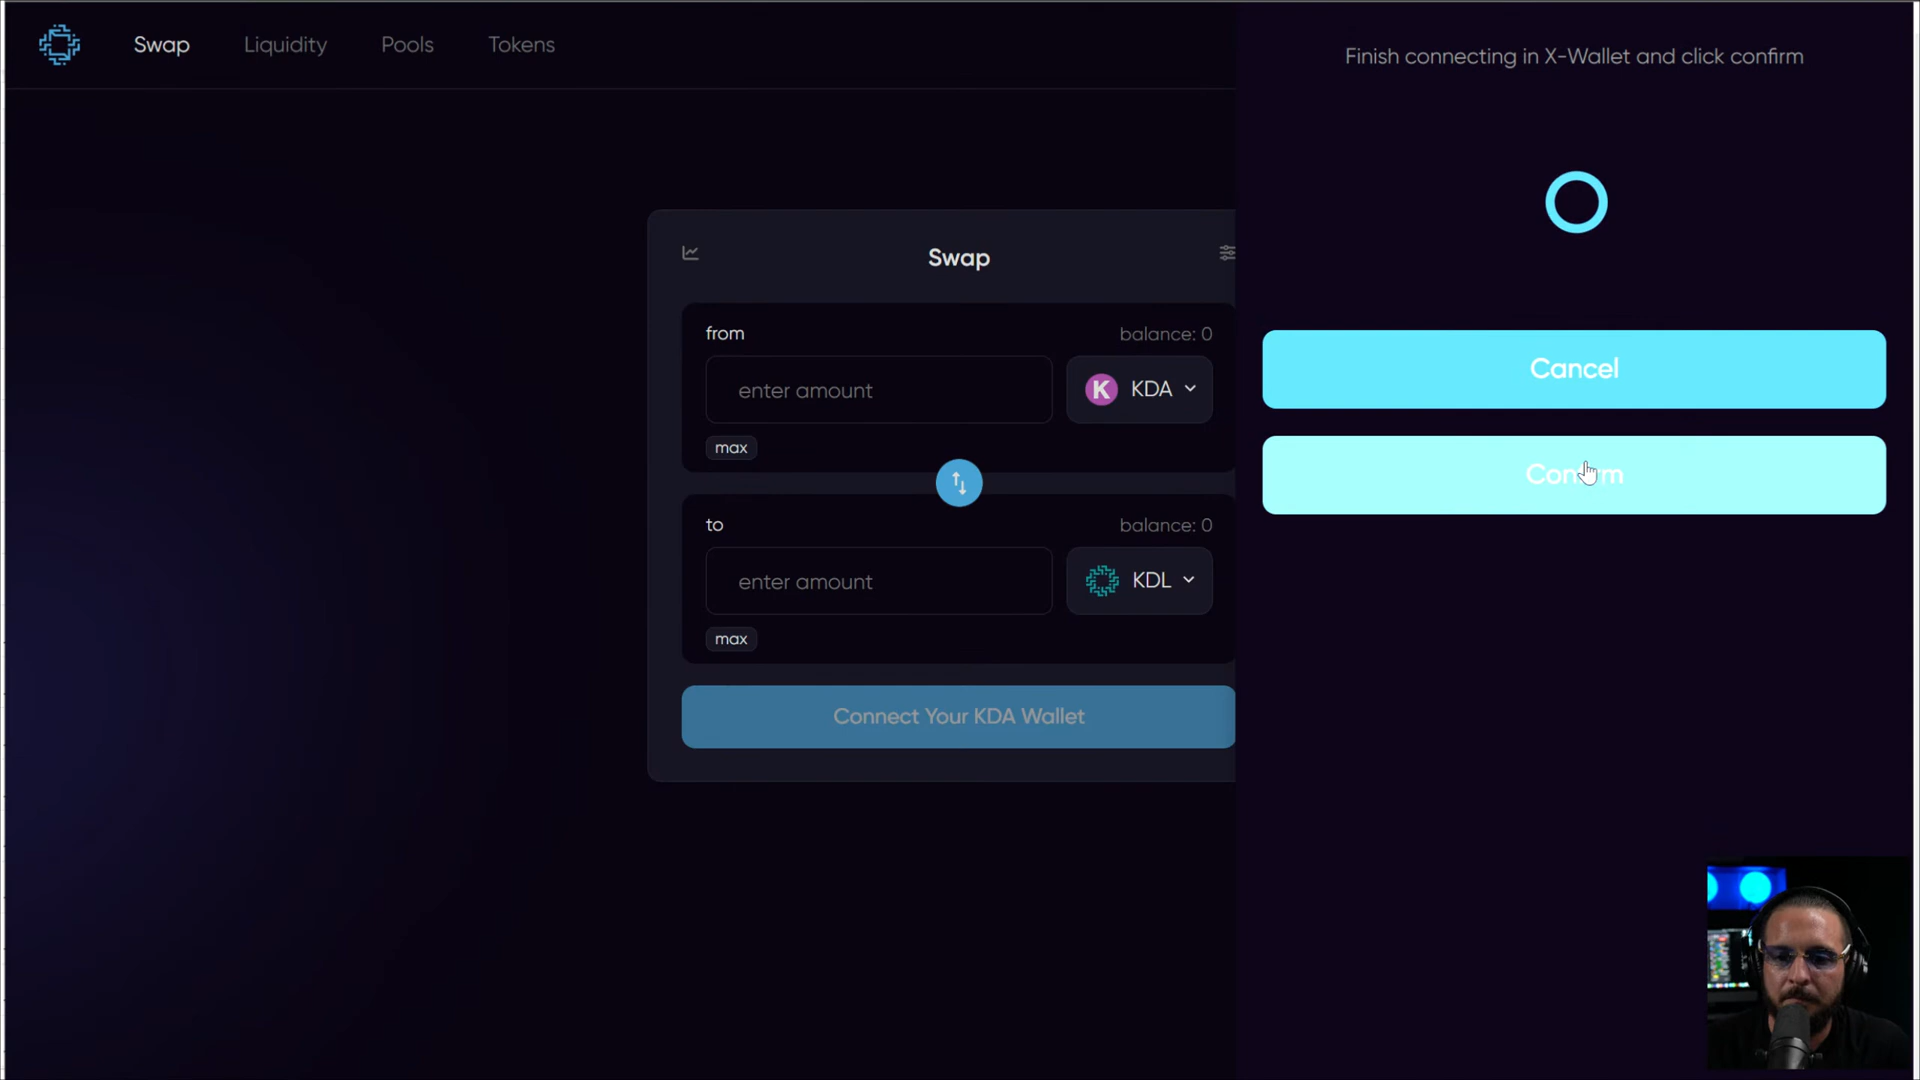 Swap
Liquidity
Pools
Tokens
Finish connecting in X-Wallet and click confirm
Swap
from
balance: 0
enter amount
K
KDA
max
to
balance: 0
enter amount
KDL
max
Connect Your KDA Wallet
Cancel
Confirm